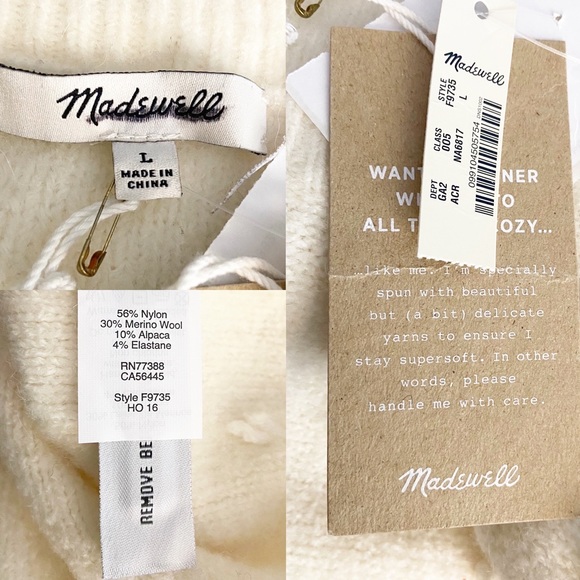 Madewell
L
MADE IN
CHINA
56% Nylon
30% Merino Wool
10% Alpaca
4% Elastane
RN77388
CA56445
Style F9735
HO 16
REMOVE BE
Madewell
STYLE
F9735
L
CLASS
005
NA6817
DEPT
GA2
ACR
099104505754
WANT
ALL
...like me. I'm specially
spun with beautiful
but (a bit) delicate
yarns to ensure I
stay supersoft. In other
words, please
handle me with care.
Madewell